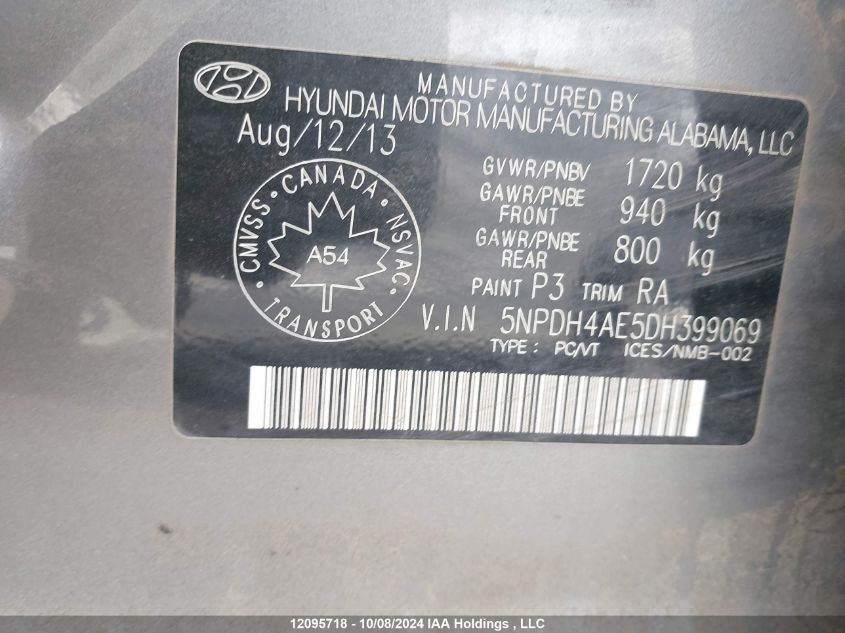 MANUFACTURED BY
HYUNDAI MOTOR MANUFACTURING ALABAMA, LLC
Aug/12/13
GVWR/PNBV 1720 kg
GAWR/PNBE FRONT 940 kg
GAWR/PNBE REAR 800 kg
PAINT P3 TRIM RA
V.I.N 5NPDH4AE5DH399069
TYPE : PC/VT ICES/NMB-002
CMVSS · CANADA · NSVAC · TRANSPORT ·
A54
12095718 - 10/08/2024 IAA Holdings , LLC